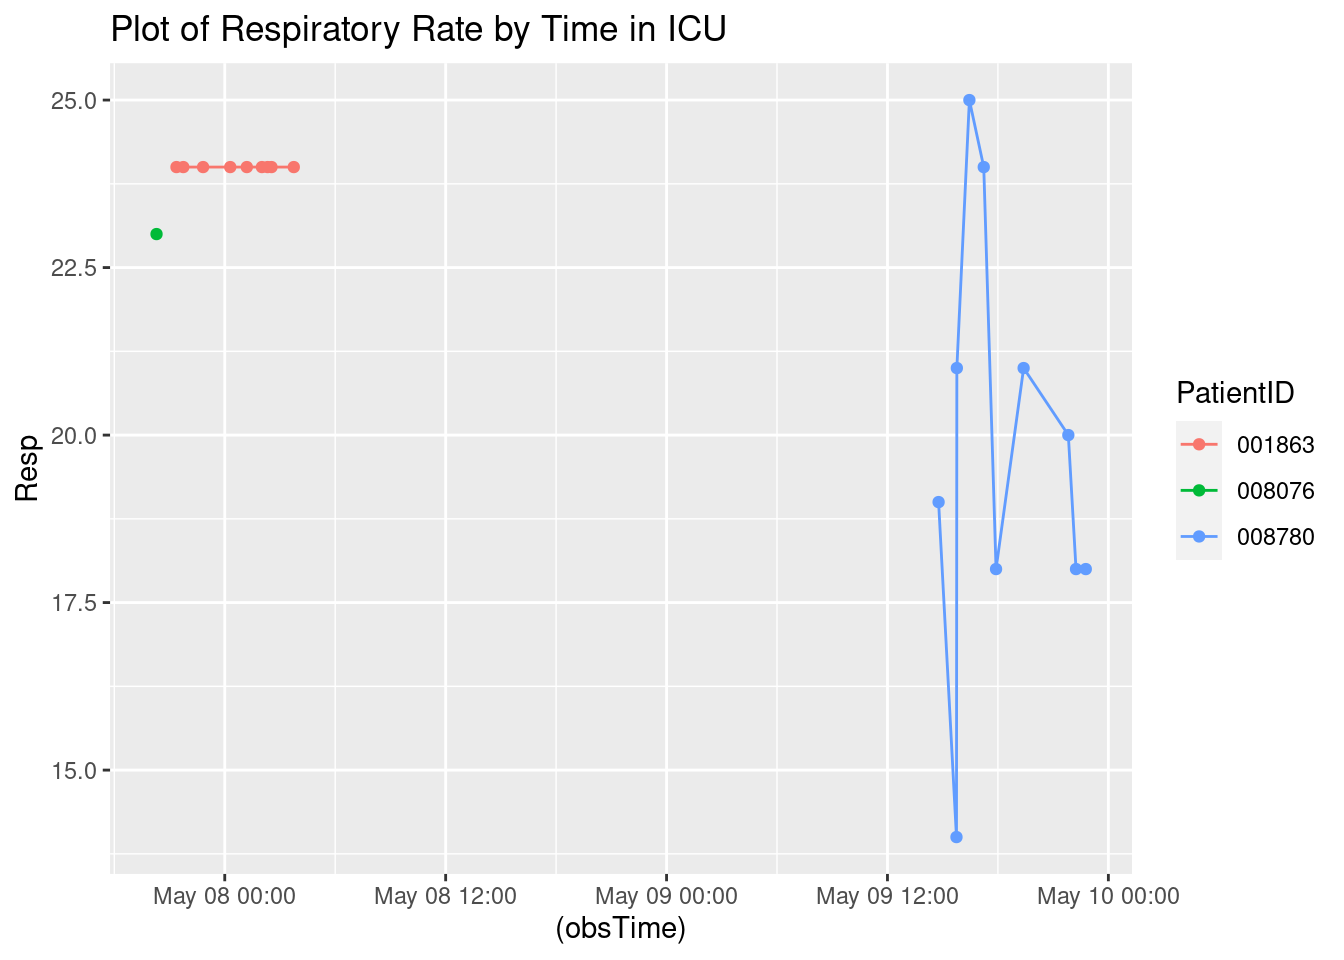 Plot of Respiratory Rate by Time in ICU
25.0
22.5
20.0
17.5
15.0
Resp
May 08 00:00
May 08 12:00
May 09 00:00
May 09 12:00
May 10 00:00
(obsTime)
PatientID
001863
008076
008780